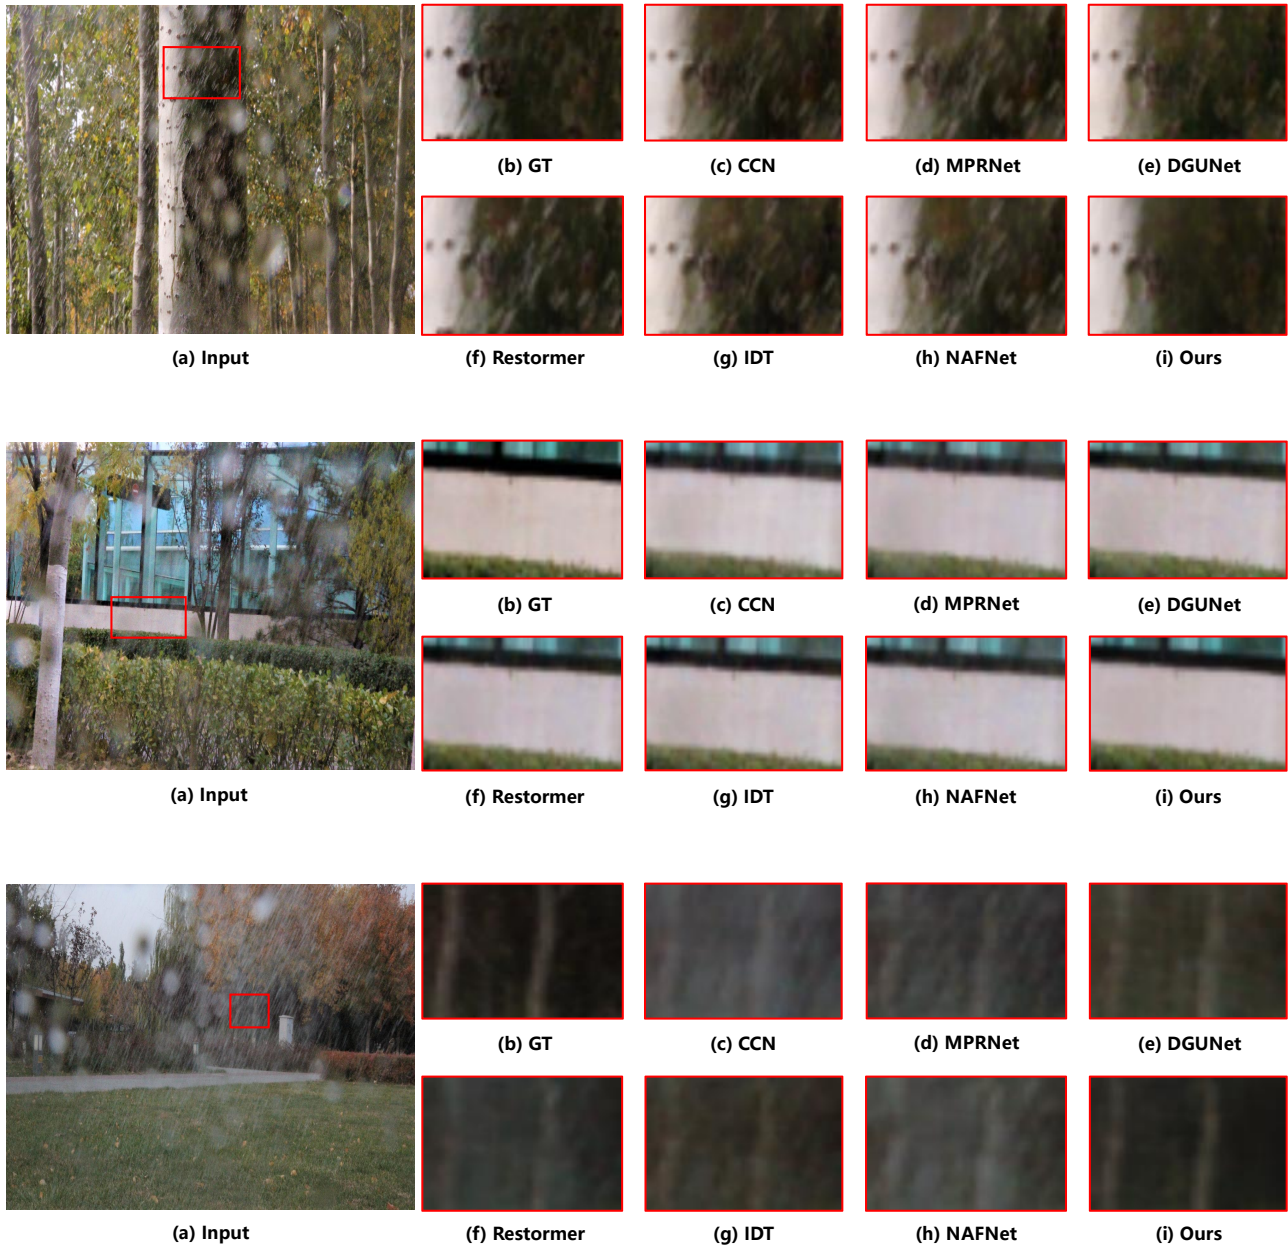 (b) GT
(c) CCN
(d) MPRNet
(e) DGUNet
(a) Input
(f) Restormer
(g) IDT
(h) NAFNet
(i) Ours
(b) GT
(c) CCN
(d) MPRNet
(e) DGUNet
(a) Input
(f) Restormer
(g) IDT
(h) NAFNet
(i) Ours
(b) GT
(c) CCN
(d) MPRNet
(e) DGUNet
(a) Input
(f) Restormer
(g) IDT
(h) NAFNet
(i) Ours